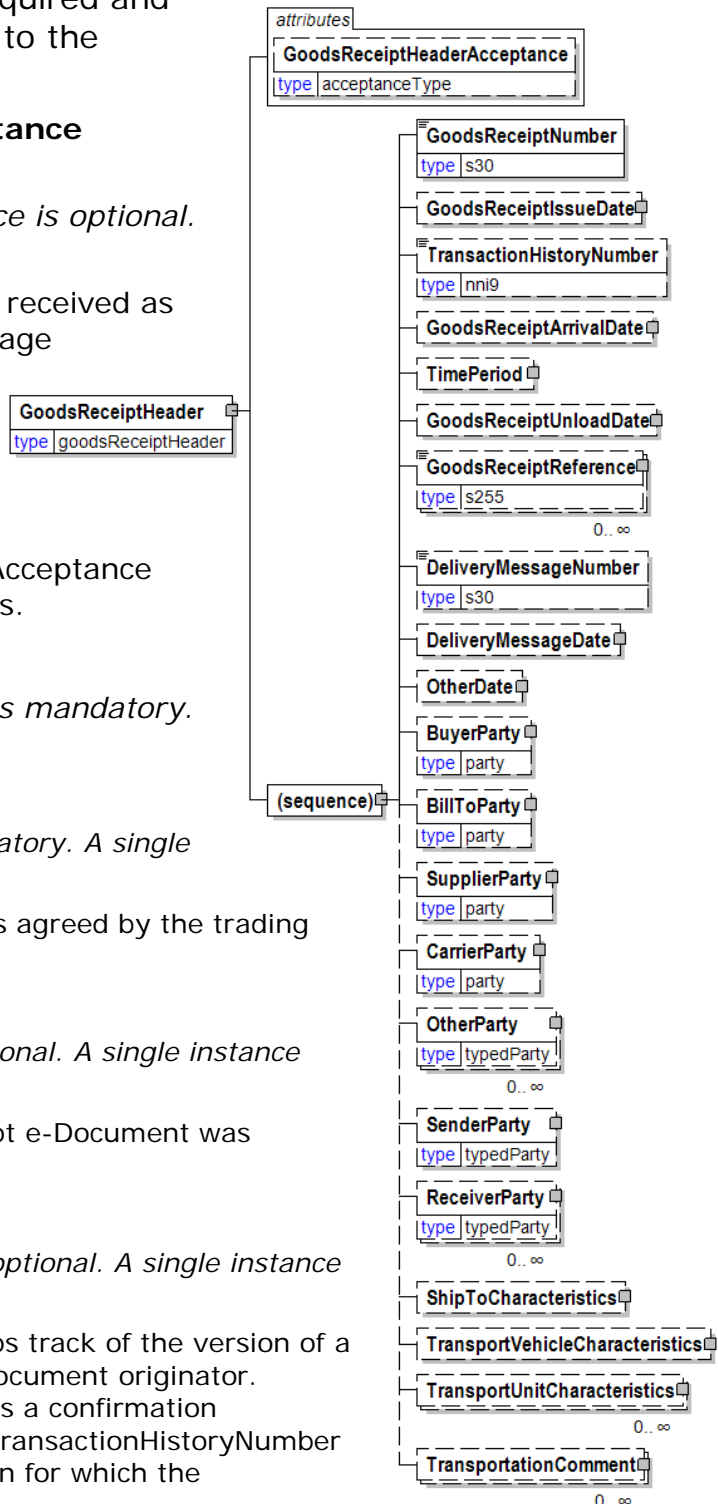 quired and
to the
tance
ce is optional.
received as
age
Acceptance
s.
s mandatory.
atory. A single
s agreed by the trading
onal. A single instance
ot e-Document was
optional. A single instance
os track of the version of a
ocument originator.
s a confirmation
TransactionHistoryNumber
n for which the
GoodsReceiptHeader
type goodsReceiptHeader
attributes
GoodsReceiptHeaderAcceptance
type acceptanceType
(sequence)
GoodsReceiptNumber
type s30
GoodsReceiptIssueDate
TransactionHistoryNumber
type nni9
GoodsReceiptArrivalDate
TimePeriod
GoodsReceiptUnloadDate
GoodsReceiptReference
type s255
0.. ∞
DeliveryMessageNumber
type s30
DeliveryMessageDate
OtherDate
BuyerParty
type party
BillToParty
type party
SupplierParty
type party
CarrierParty
type party
OtherParty
type typedParty
0.. ∞
SenderParty
type typedParty
ReceiverParty
type typedParty
0.. ∞
ShipToCharacteristics
TransportVehicleCharacteristics
TransportUnitCharacteristics
0.. ∞
TransportationComment
0.. ∞